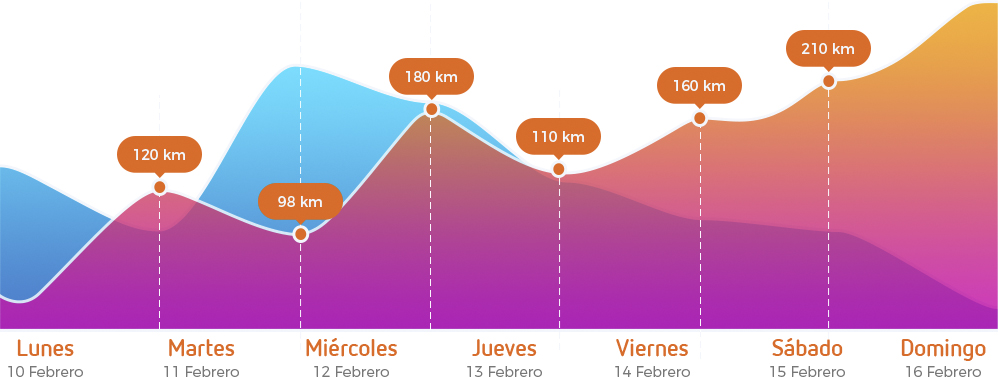 210 km
180 km
160 km
110 km
120 km
98 km
Lunes Martes Miércoles Jueves Viernes Sábado Domingo
10 Febrero 11 Febrero 12 Febrero 13 Febrero 14 Febrero 15 Febrero 16 Febrero